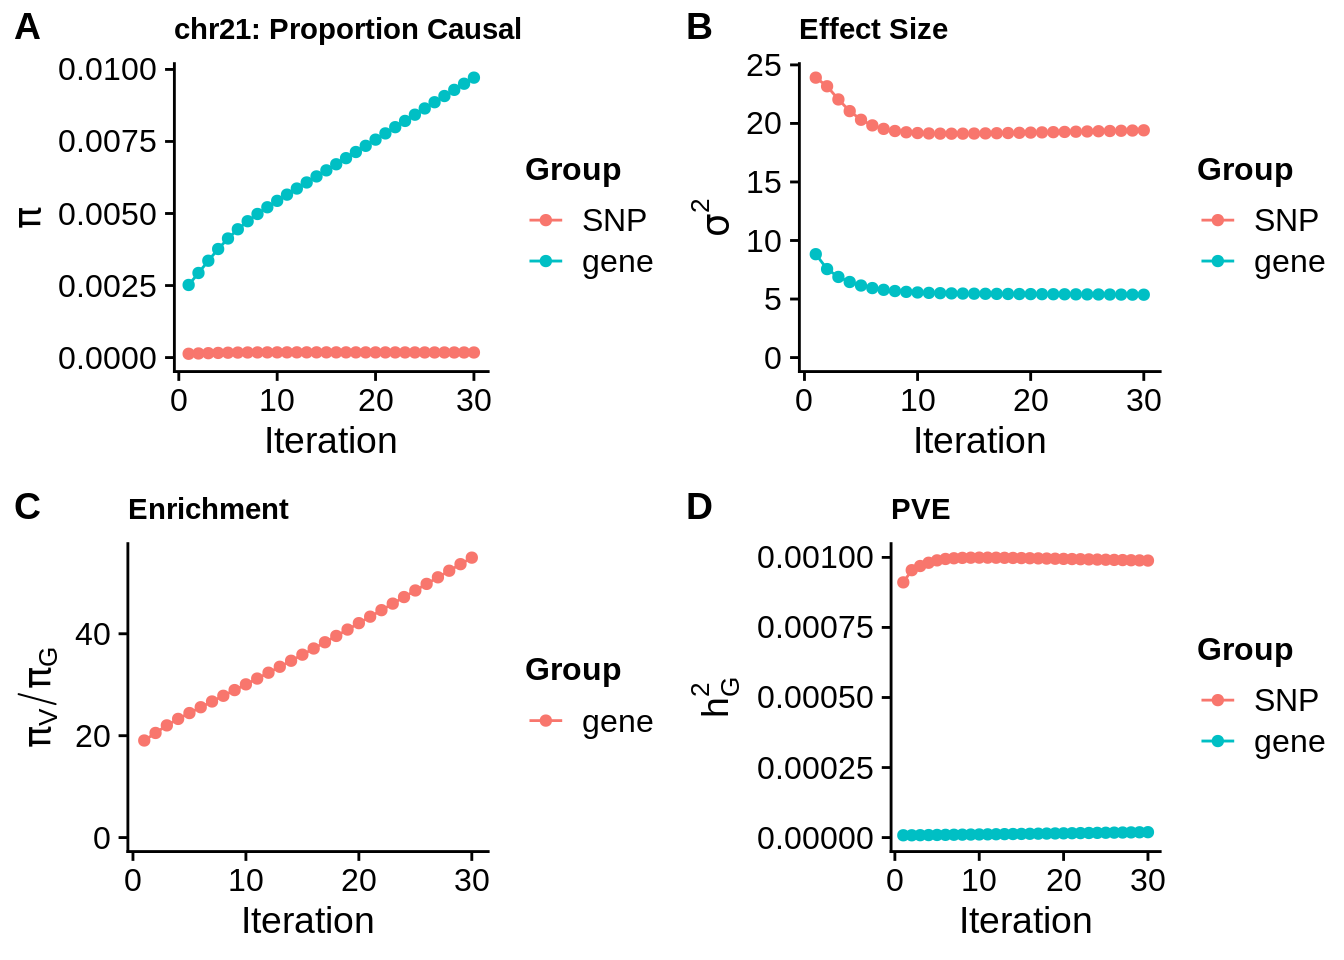 A
chr21: Proportion Causal
0.0100
0.0075
0.0050
0.0025
0.0000
π
0 10 20 30
Iteration
Group
SNP
gene
B
Effect Size
25
20
15
10
5
0
σ²
0 10 20 30
Iteration
Group
SNP
gene
C
Enrichment
40
20
0
π_V/π_G
0 10 20 30
Iteration
Group
gene
D
PVE
0.00100
0.00075
0.00050
0.00025
0.00000
h²_G
0 10 20 30
Iteration
Group
SNP
gene